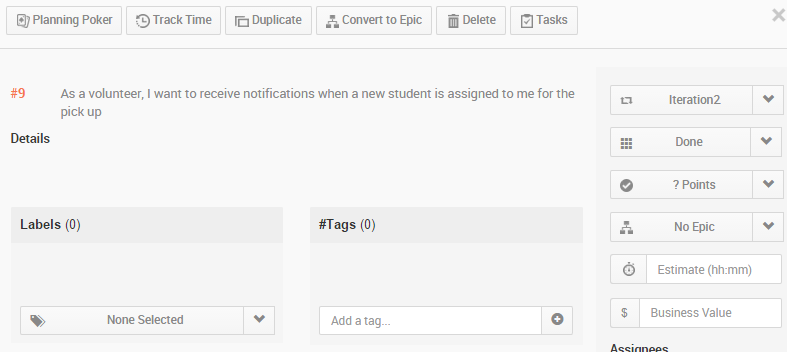 Planning Poker Track Time Duplicate Convert to Epic Delete Tasks
#9 As a volunteer, I want to receive notifications when a new student is assigned to me for the
pick up
Details
Labels (0)
None Selected
#Tags (0)
Add a tag...
Iteration2
Done
? Points
No Epic
Estimate (hh:mm)
$ Business Value
Assignees